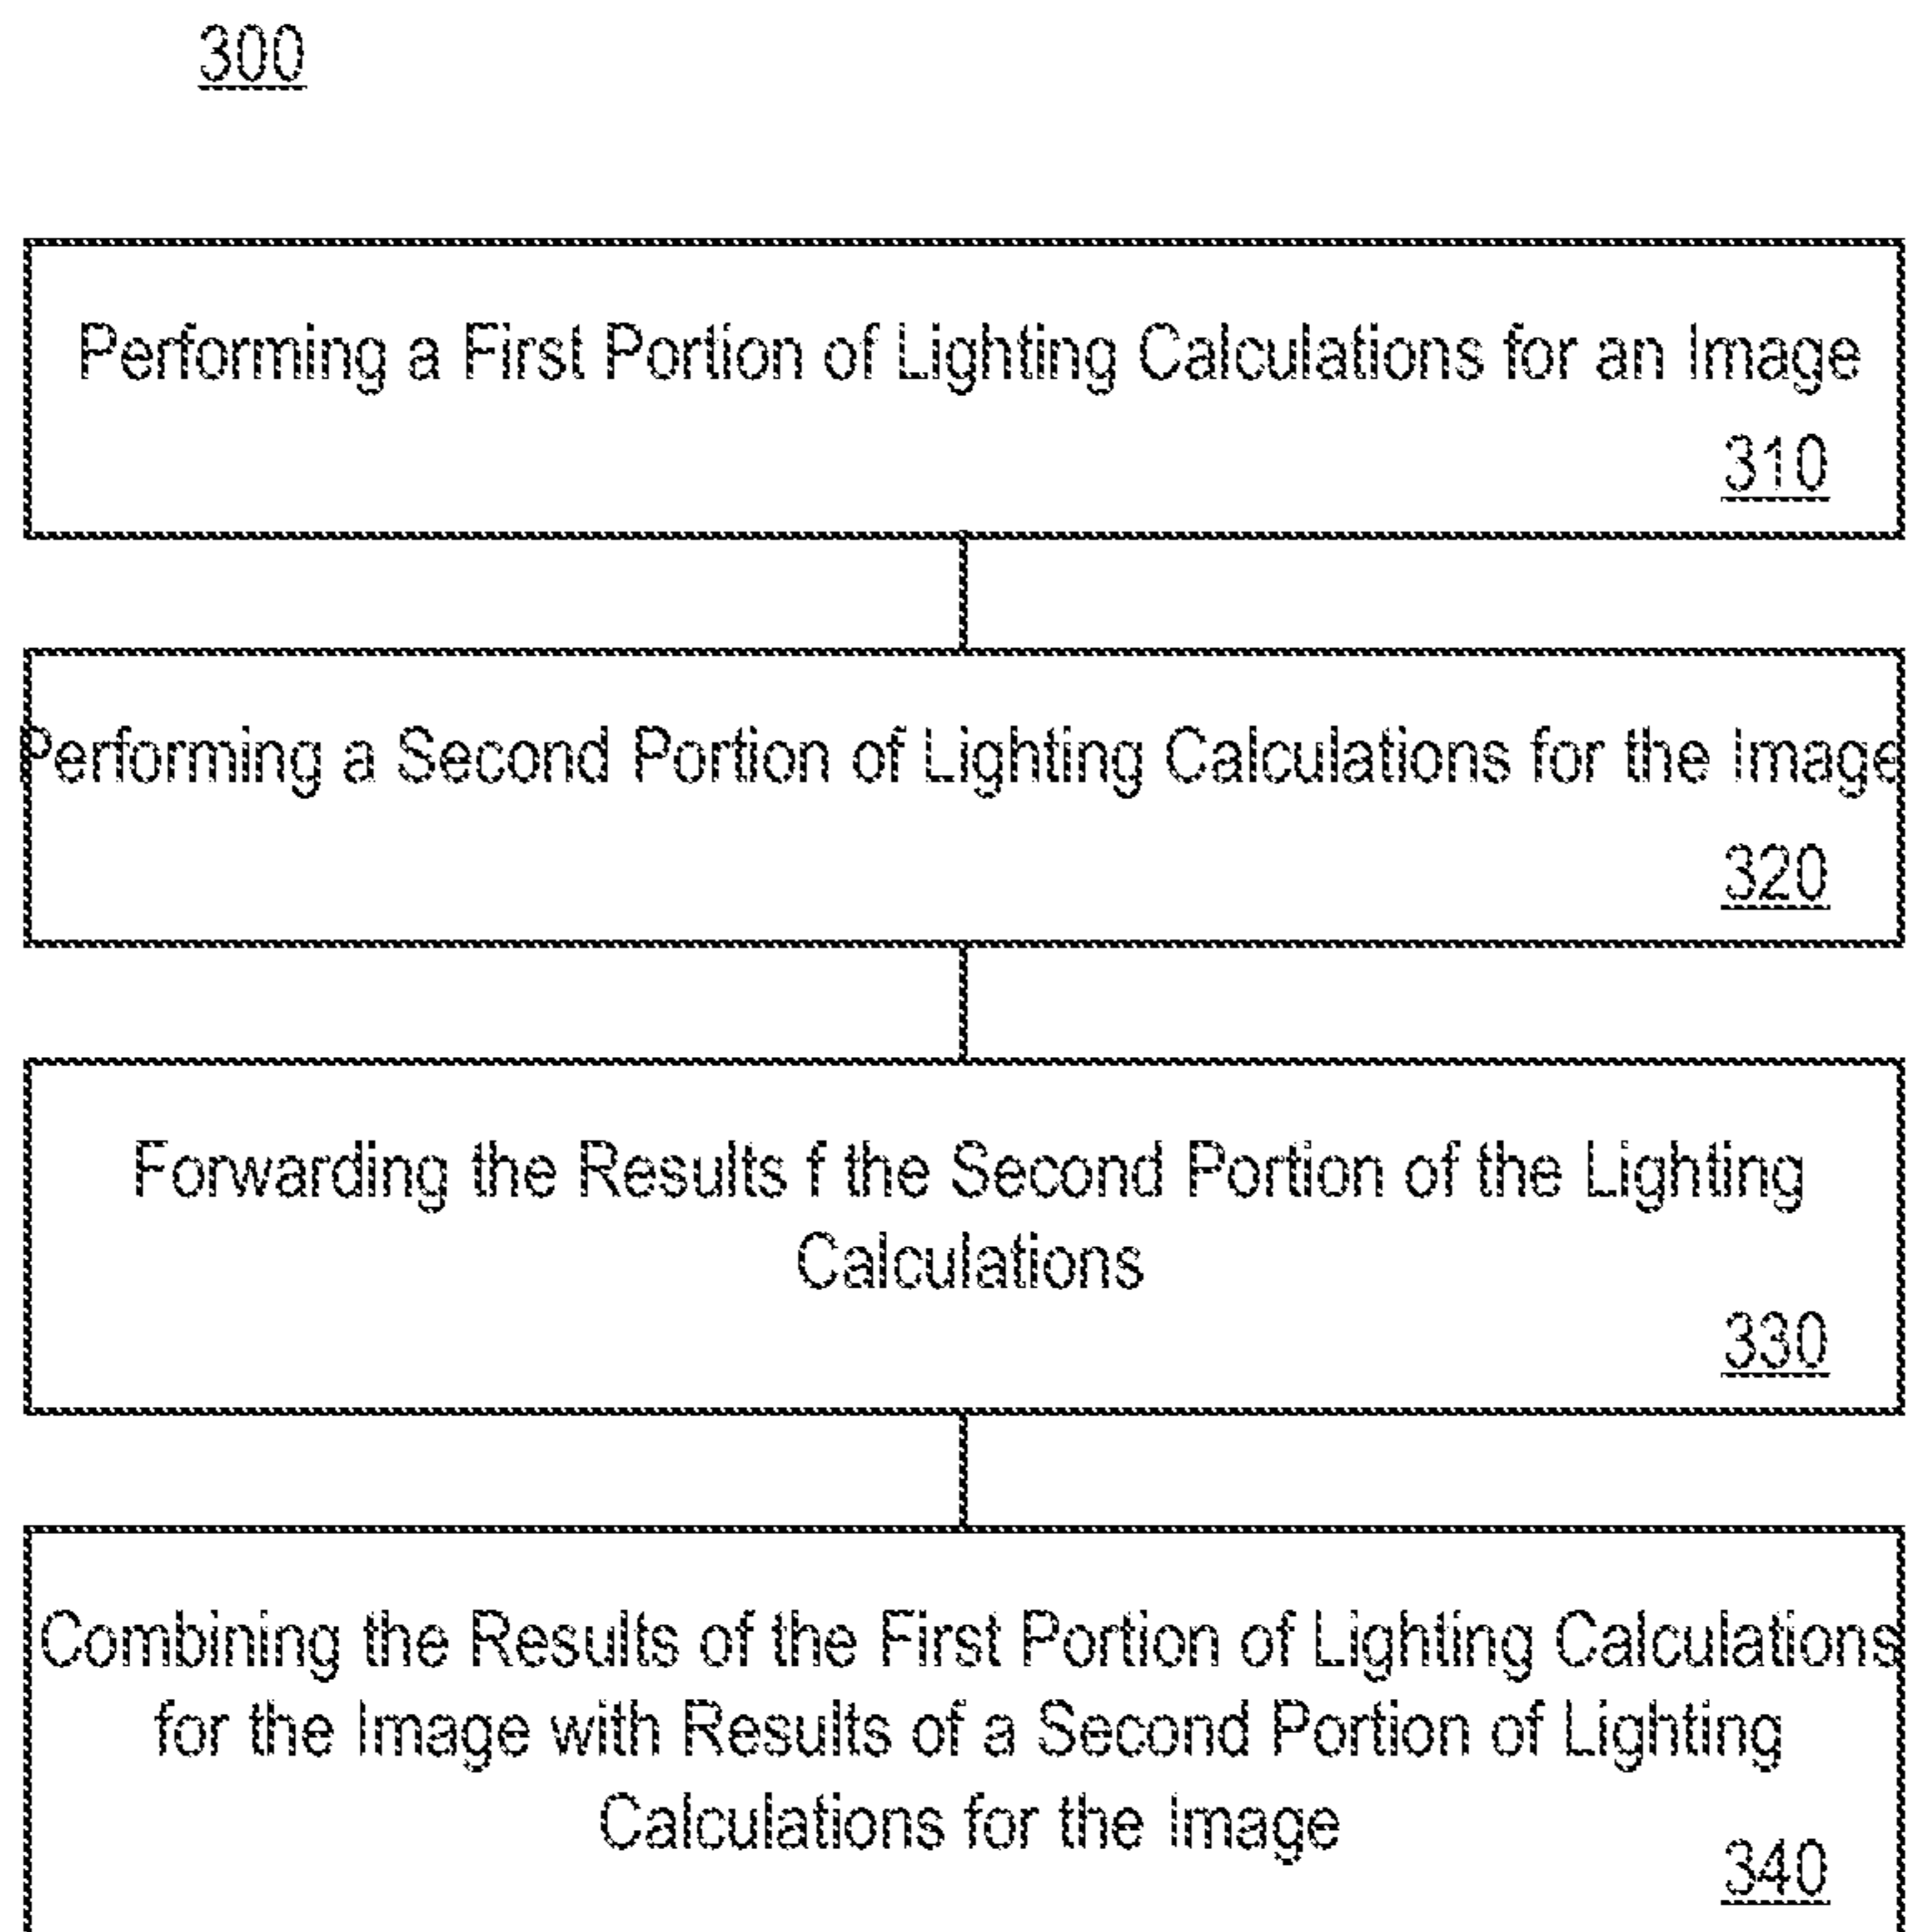 300
Performing a First Portion of Lighting Calculations for an Image
310
Performing a Second Portion of Lighting Calculations for the Image
320
Forwarding the Results f the Second Portion of the Lighting
Calculations
330
Combining the Results of the First Portion of Lighting Calculations
for the Image with Results of a Second Portion of Lighting
Calculations for the Image
340